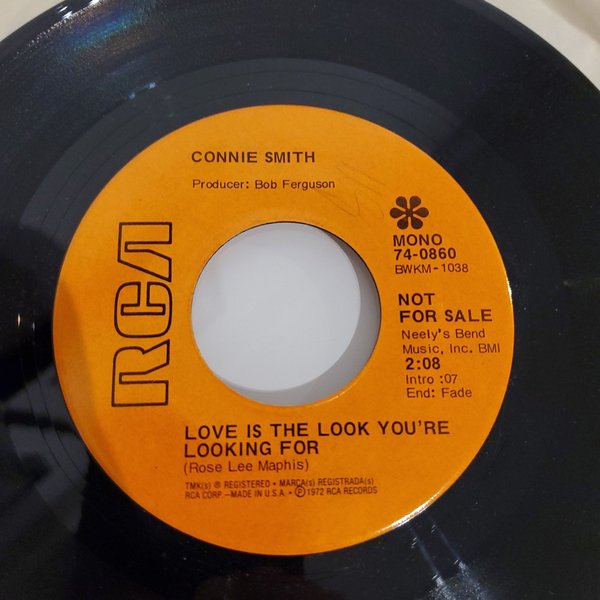 CONNIE SMITH
Producer: Bob Ferguson
RCA
MONO
74-0860
BWKM-1038
NOT
FOR SALE
Neely's Bend
Music, Inc. BMI
2:08
Intro :07
End: Fade
LOVE IS THE LOOK YOU'RE
LOOKING FOR
(Rose Lee Maphis)
TMK(s) ® REGISTERED • MARCA(s) REGISTRADA(s)
RCA CORP.—MADE IN U.S.A. • ℗ 1972 RCA RECORDS